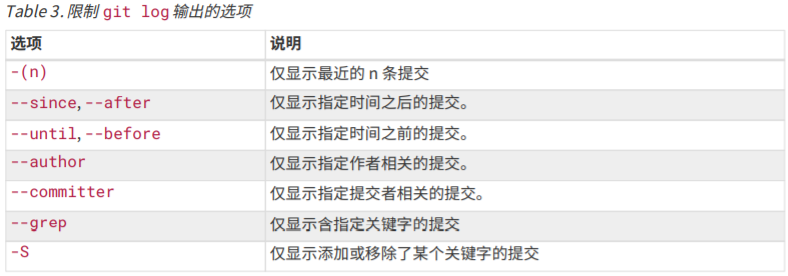 Table 3. 限制 git log 输出的选项
选项 说明
-(n) 仅显示最近的 n 条提交
--since, --after 仅显示指定时间之后的提交。
--until, --before 仅显示指定时间之前的提交。
--author 仅显示指定作者相关的提交。
--committer 仅显示指定提交者相关的提交。
--grep 仅显示含指定关键字的提交
-S 仅显示添加或移除了某个关键字的提交